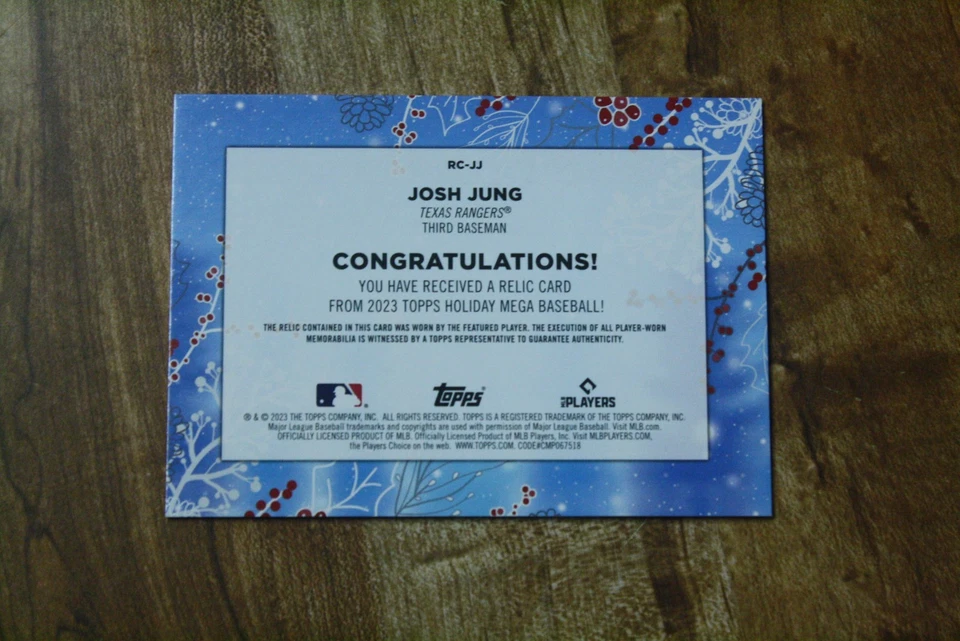 RC-JJ
JOSH JUNG
TEXAS RANGERS®
THIRD BASEMAN
CONGRATULATIONS!
YOU HAVE RECEIVED A RELIC CARD
FROM 2023 TOPPS HOLIDAY MEGA BASEBALL!
THE RELIC CONTAINED IN THIS CARD WAS WORN BY THE FEATURED PLAYER. THE EXECUTION OF ALL PLAYER-WORN
MEMORABILIA IS WITNESSED BY A TOPPS REPRESENTATIVE TO GUARANTEE AUTHENTICITY.
Topps® MLB PLAYERS
® & © 2023 THE TOPPS COMPANY, INC. ALL RIGHTS RESERVED. TOPPS IS A REGISTERED TRADEMARK OF THE TOPPS COMPANY, INC.
Major League Baseball trademarks and copyrights are used with permission of Major League Baseball. Visit MLB.com.
OFFICIALLY LICENSED PRODUCT OF MLB. Officially Licensed Product of MLB Players, Inc. Visit MLBPLAYERS.COM,
the Players Choice on the web. WWW.TOPPS.COM. CODE#CMP067518